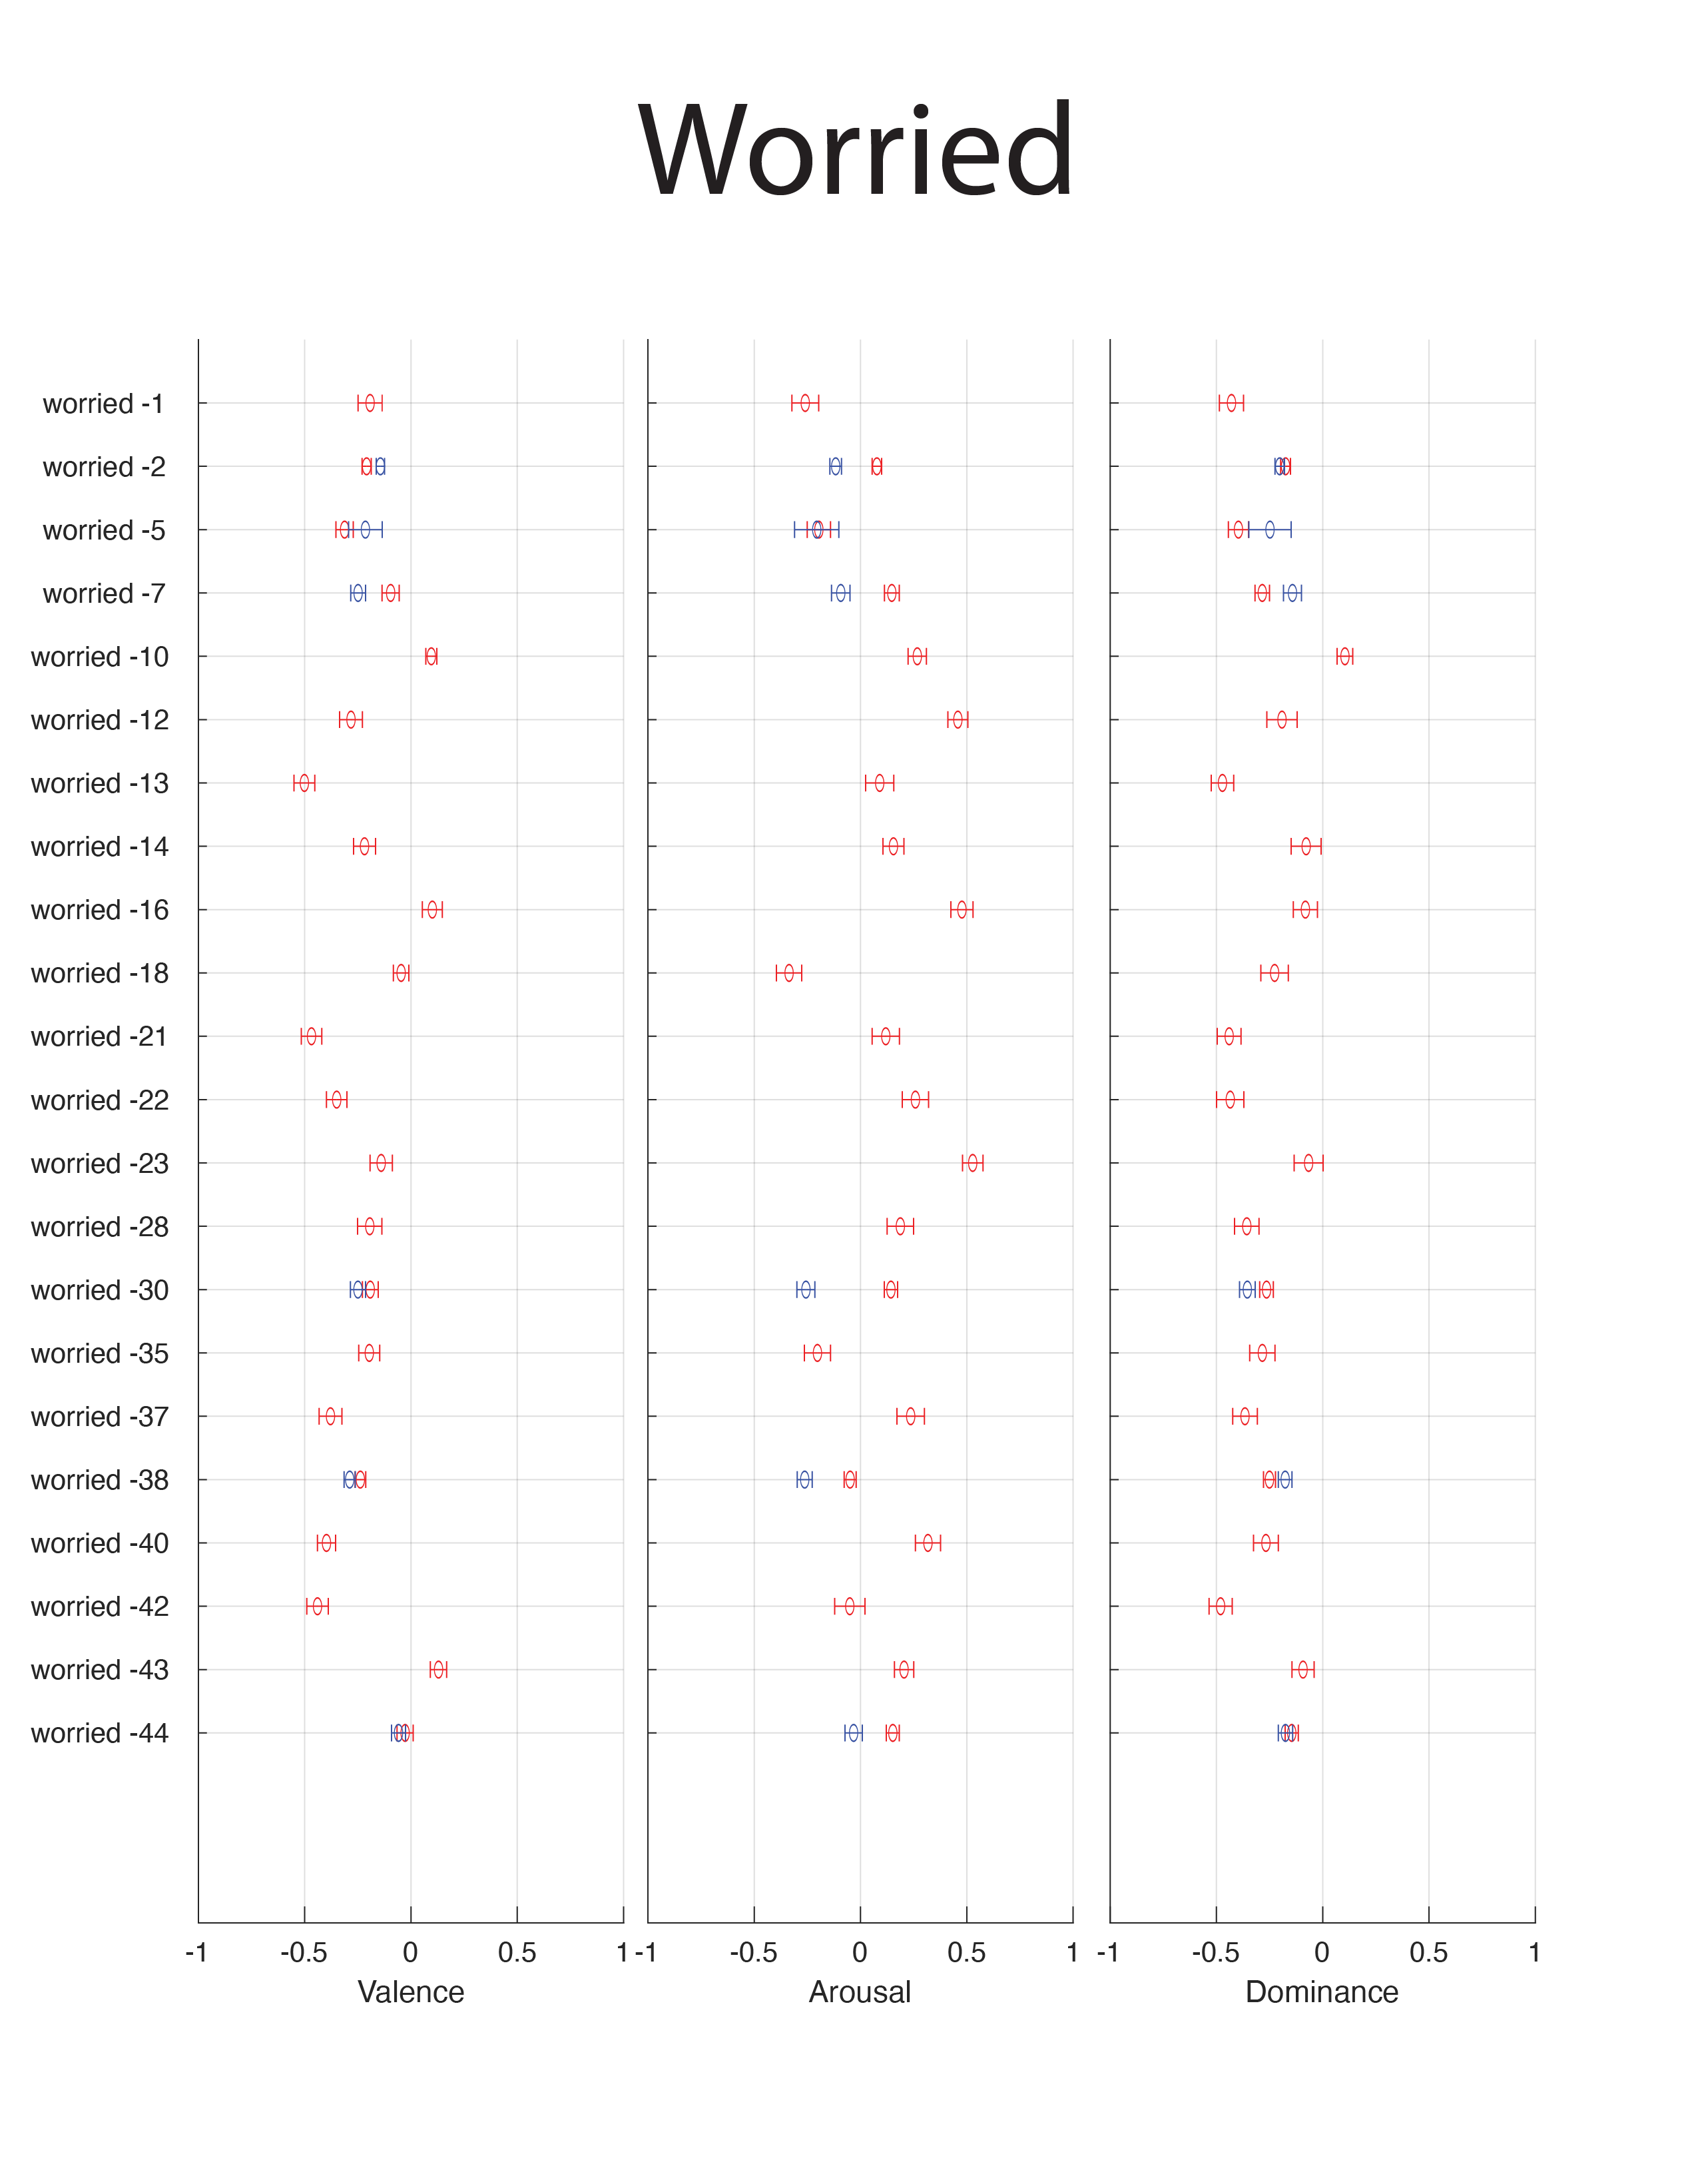 Worried
worried -1
worried -2
worried -5
worried -7
worried -10
worried -12
worried -13
worried -14
worried -16
worried -18
worried -21
worried -22
worried -23
worried -28
worried -30
worried -35
worried -37
worried -38
worried -40
worried -42
worried -43
worried -44
-1 -0.5 0 0.5 1 -1 -0.5 0 0.5 1 -1 -0.5 0 0.5 1
Valence Arousal Dominance